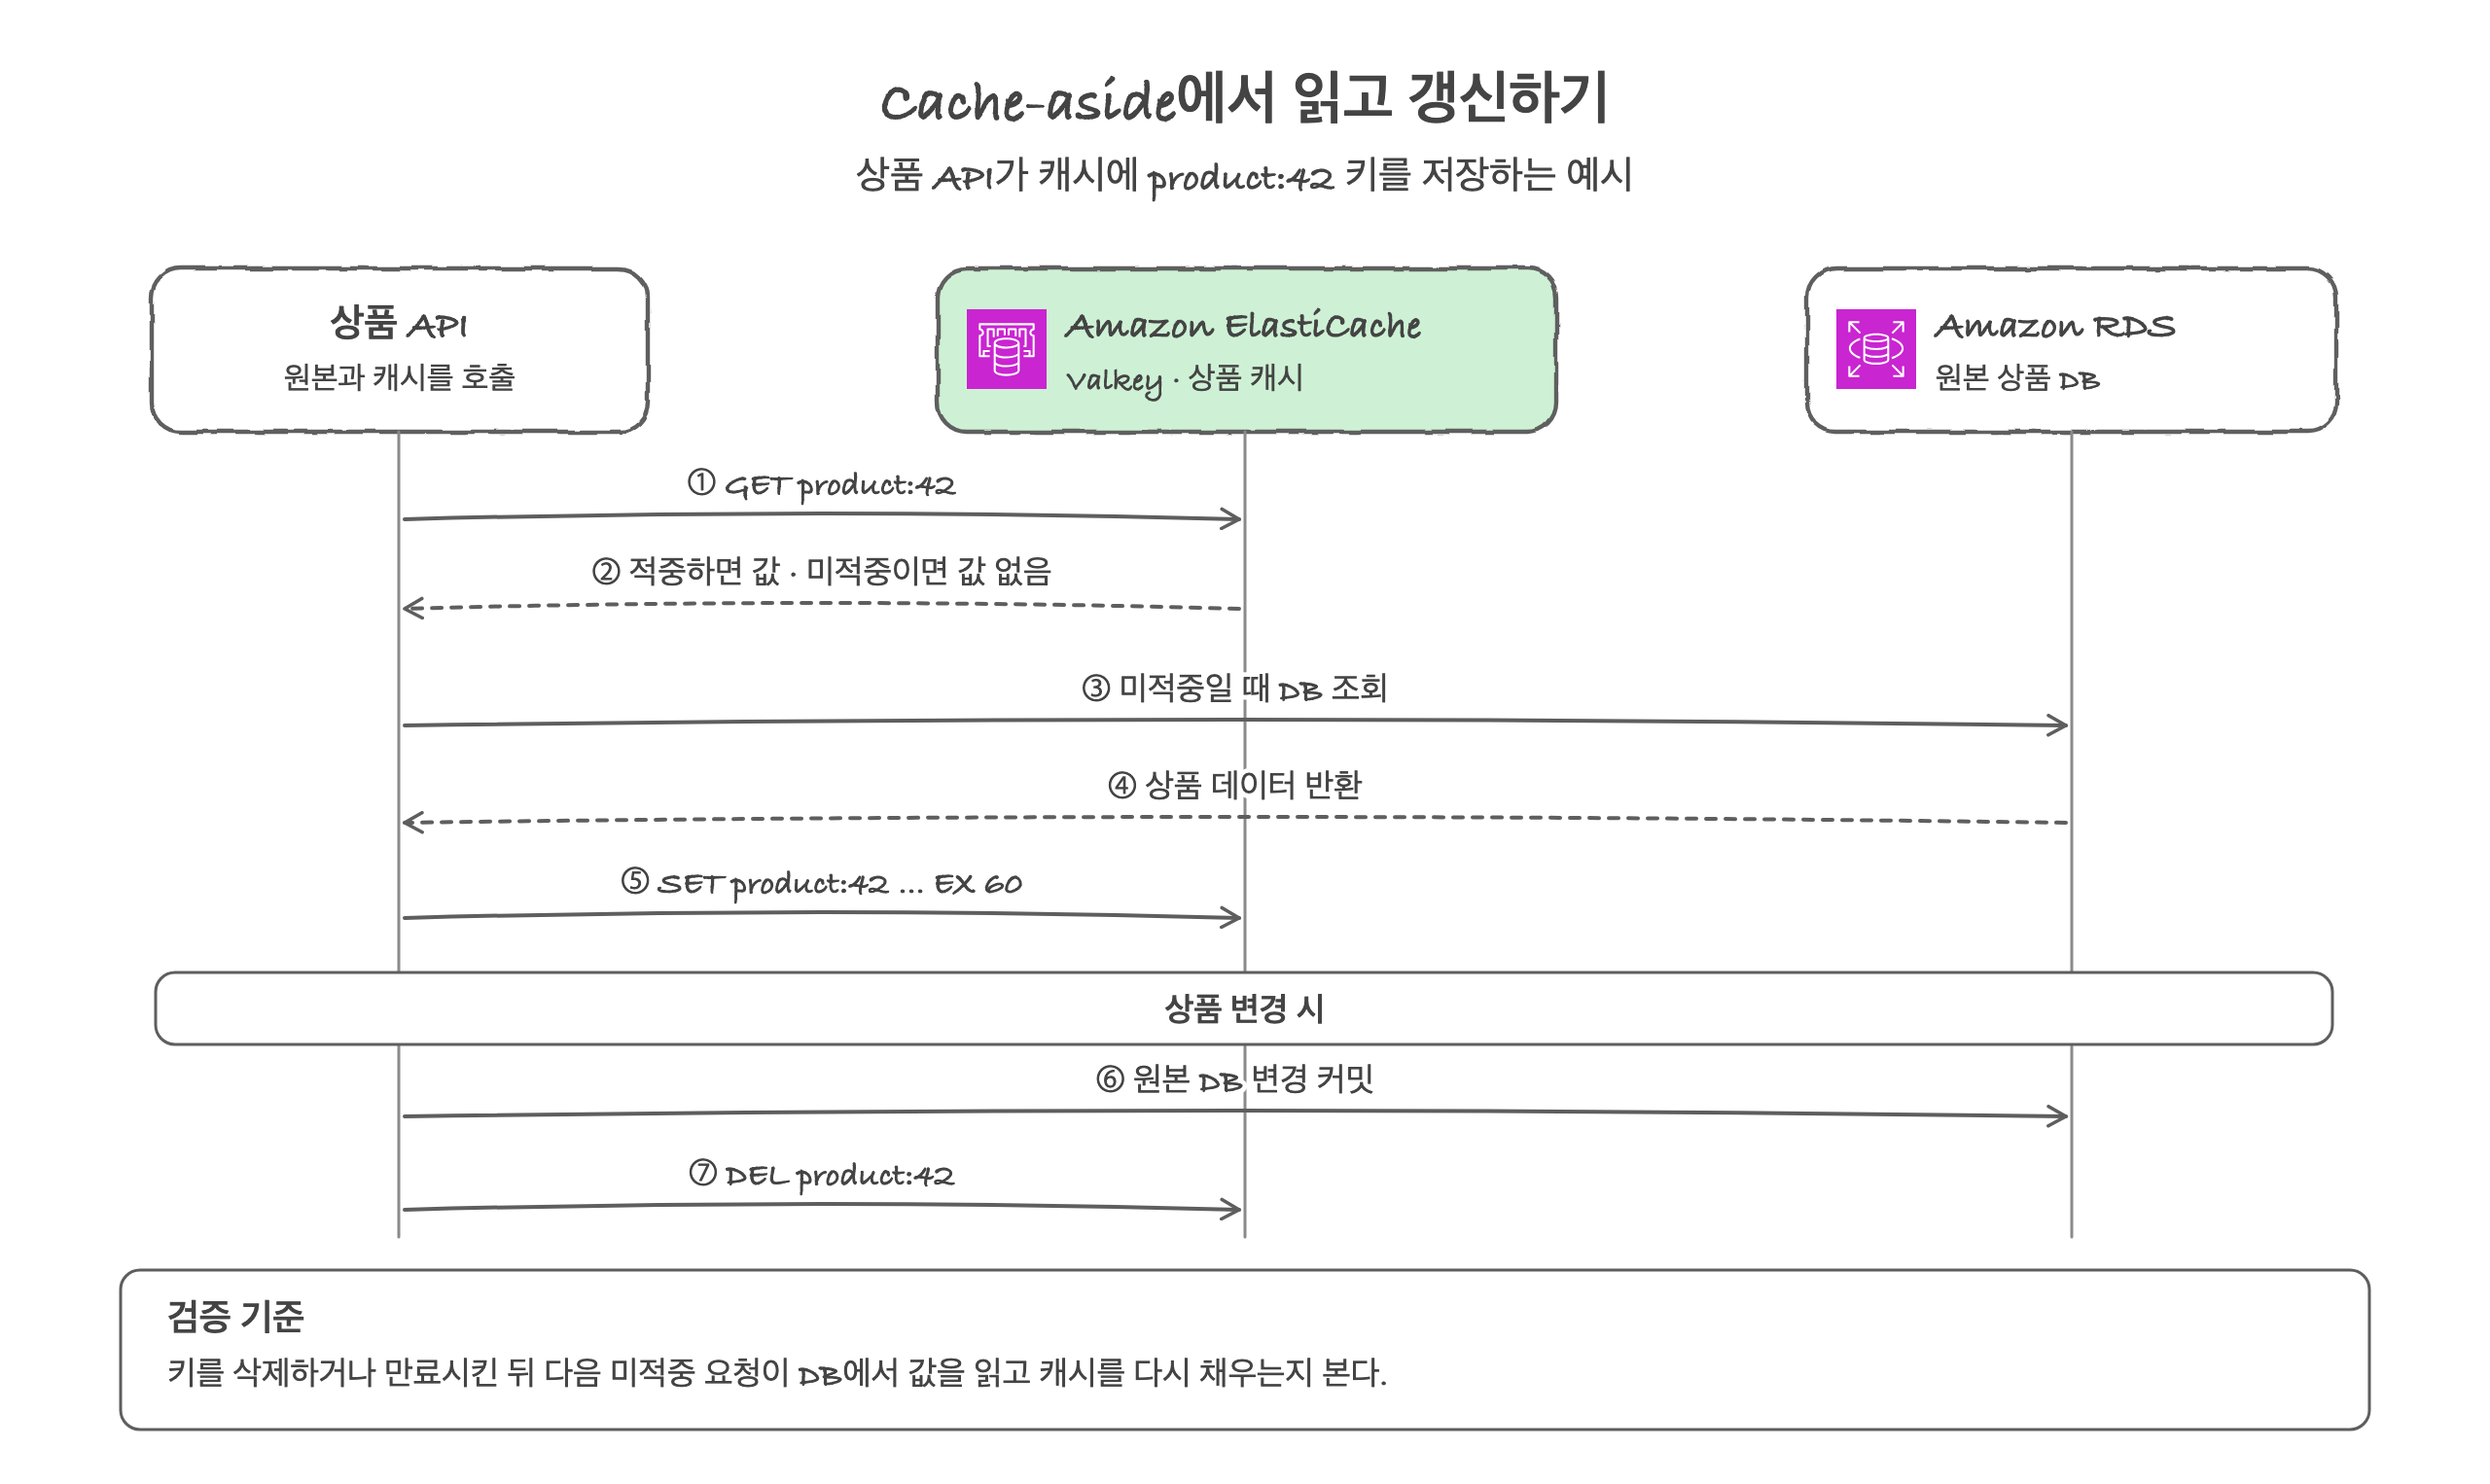 cache-aside에서 읽고 갱신하기
상품 API가 캐시에 product:42 키를 저장하는 예시
상품 API
원본과 캐시를 호출
Amazon ElastiCache
Valkey · 상품 캐시
Amazon RDS
원본 상품 DB
① GET product:42
② 적중하면 값 · 미적중이면 값 없음
③ 미적중일 때 DB 조회
④ 상품 데이터 반환
⑤ SET product:42 ... EX 60
상품 변경 시
⑥ 원본 DB 변경 커밋
⑦ DEL product:42
검증 기준
키를 삭제하거나 만료시킨 뒤 다음 미적중 요청이 DB에서 값을 읽고 캐시를 다시 채우는지 본다.